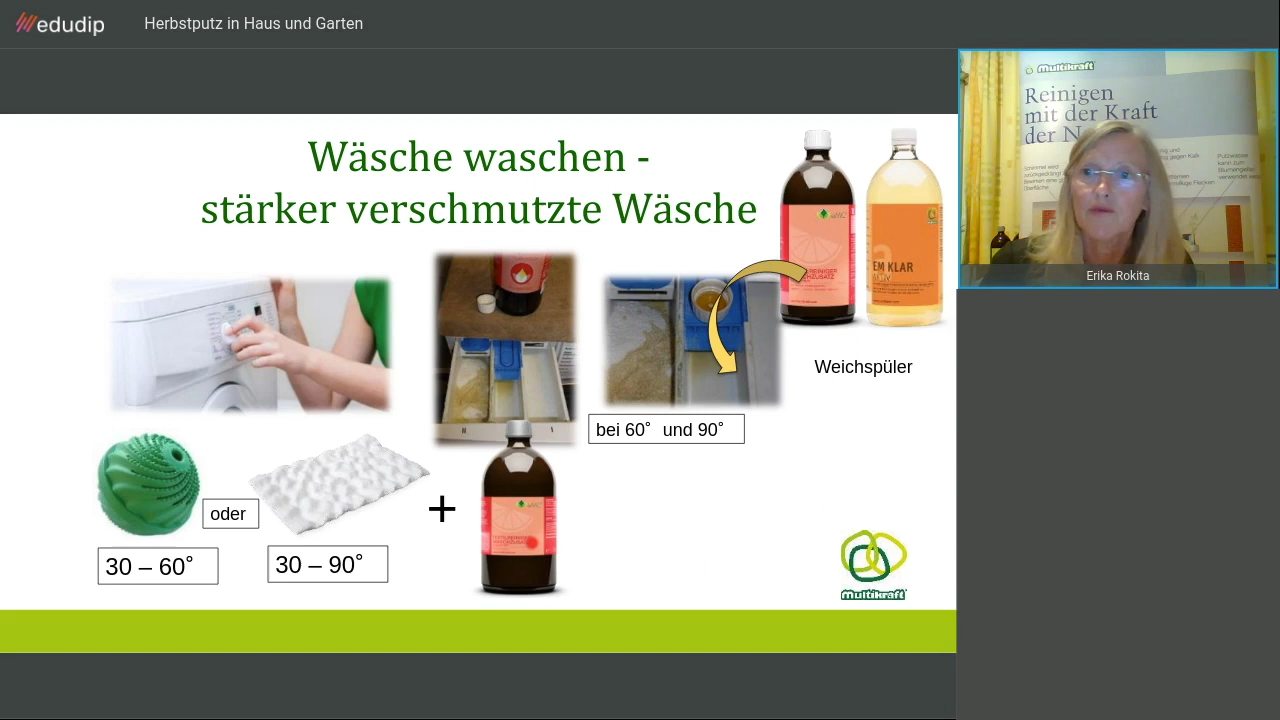 edudip
Herbstputz in Haus und Garten
Multikraft
Reinigen
mit der Kraft
der N
Wäsche waschen -
stärker verschmutzte Wäsche
EM KLAR
Weichspüler
bei 60° und 90°
oder
+
30 – 60°
30 – 90°
Multikraft
Erika Rokita